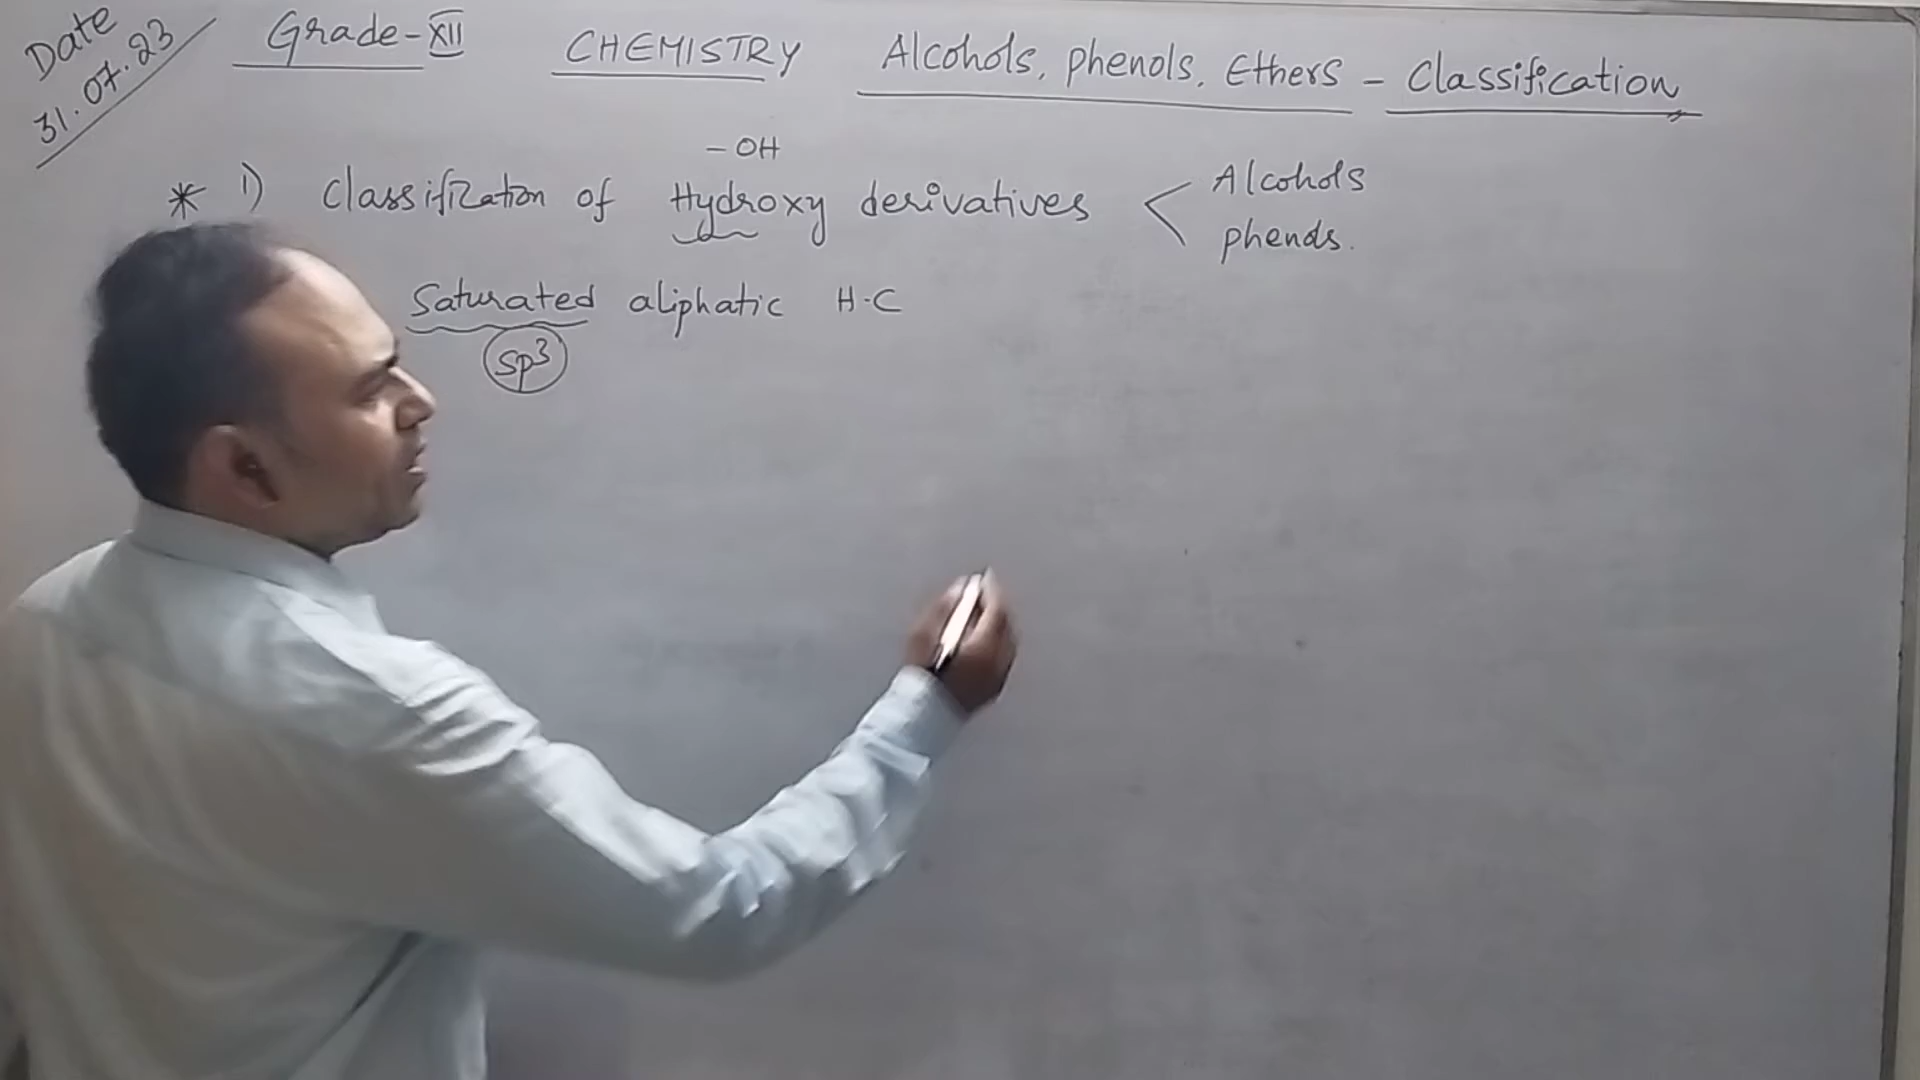 Date
31.07.23
Grade-XII CHEMISTRY Alcohols, phenols, Ethers - Classification
- OH
* 1) Classification of Hydroxy derivatives < Alcohols
phenols.
Saturated aliphatic H-C
sp³